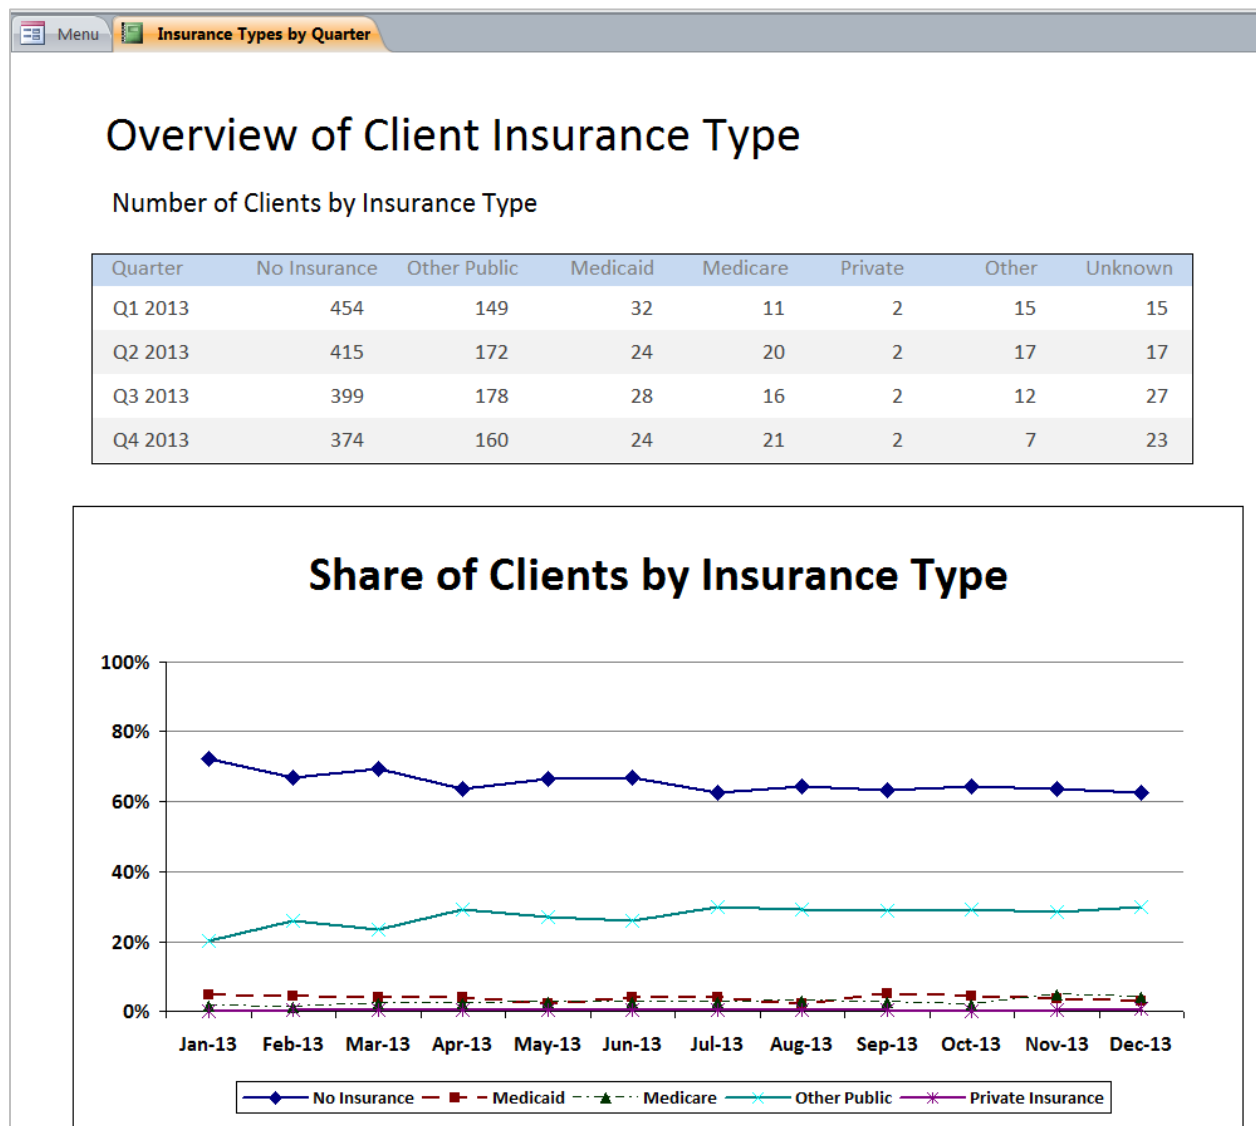 Menu Insurance Types by Quarter
Overview of Client Insurance Type
Number of Clients by Insurance Type
Quarter No Insurance Other Public Medicaid Medicare Private Other Unknown
Q1 2013 454 149 32 11 2 15 15
Q2 2013 415 172 24 20 2 17 17
Q3 2013 399 178 28 16 2 12 27
Q4 2013 374 160 24 21 2 7 23
Share of Clients by Insurance Type
100%
80%
60%
40%
20%
0%
Jan-13 Feb-13 Mar-13 Apr-13 May-13 Jun-13 Jul-13 Aug-13 Sep-13 Oct-13 Nov-13 Dec-13
No Insurance Medicaid Medicare Other Public Private Insurance